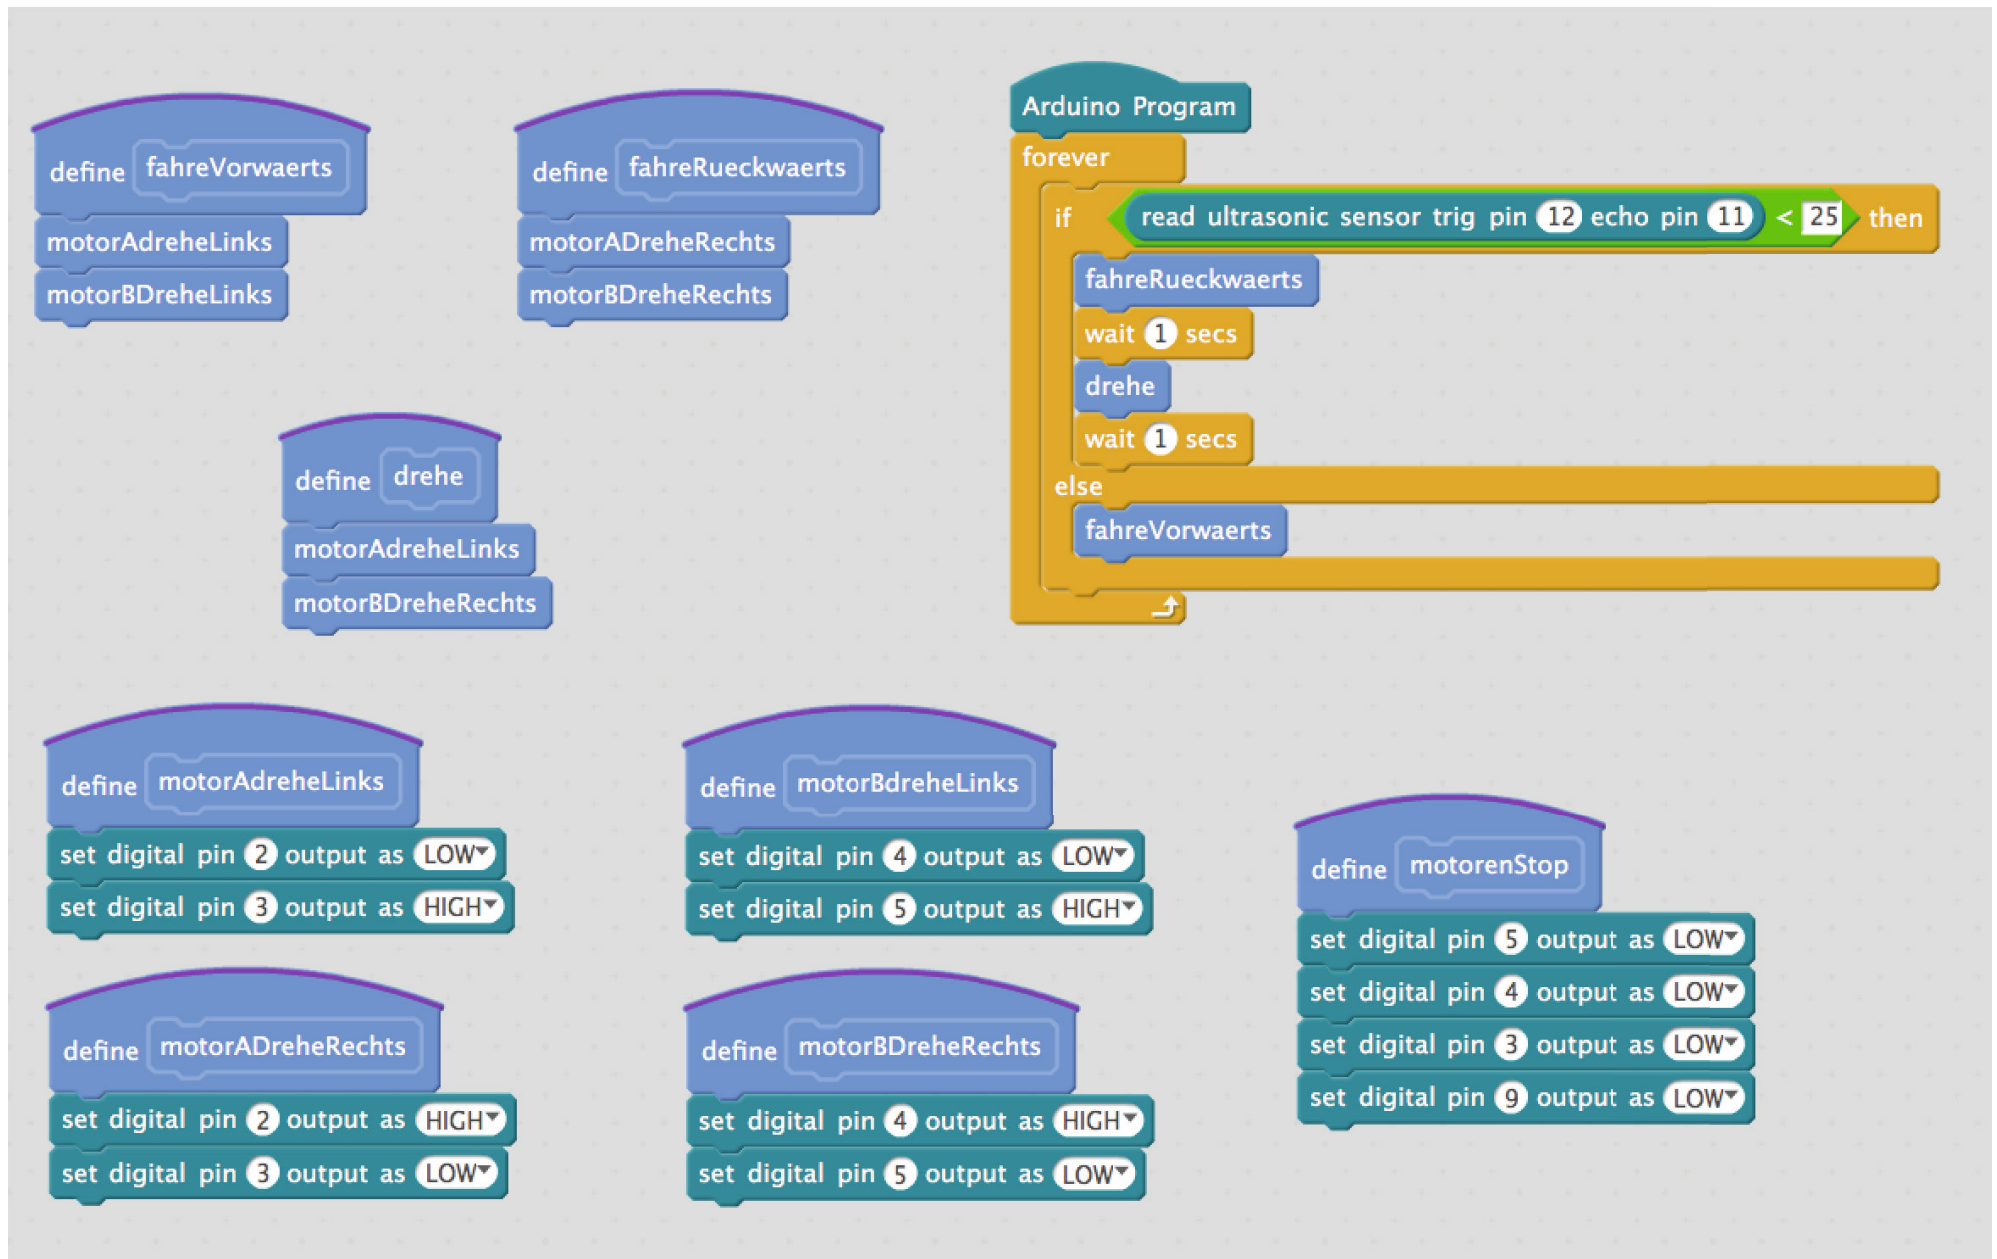 define fahreVorwaerts
motorAdreheLinks
motorBDreheLinks
define fahreRueckwaerts
motorADreheRechts
motorBDreheRechts
Arduino Program
forever
if read ultrasonic sensor trig pin 12 echo pin 11 < 25 then
fahreRueckwaerts
wait 1 secs
drehe
wait 1 secs
else
fahreVorwaerts
define drehe
motorAdreheLinks
motorBDreheRechts
define motorAdreheLinks
set digital pin 2 output as LOW
set digital pin 3 output as HIGH
define motorBdreheLinks
set digital pin 4 output as LOW
set digital pin 5 output as HIGH
define motorenStop
set digital pin 5 output as LOW
set digital pin 4 output as LOW
set digital pin 3 output as LOW
set digital pin 9 output as LOW
define motorADreheRechts
set digital pin 2 output as HIGH
set digital pin 3 output as LOW
define motorBDreheRechts
set digital pin 4 output as HIGH
set digital pin 5 output as LOW